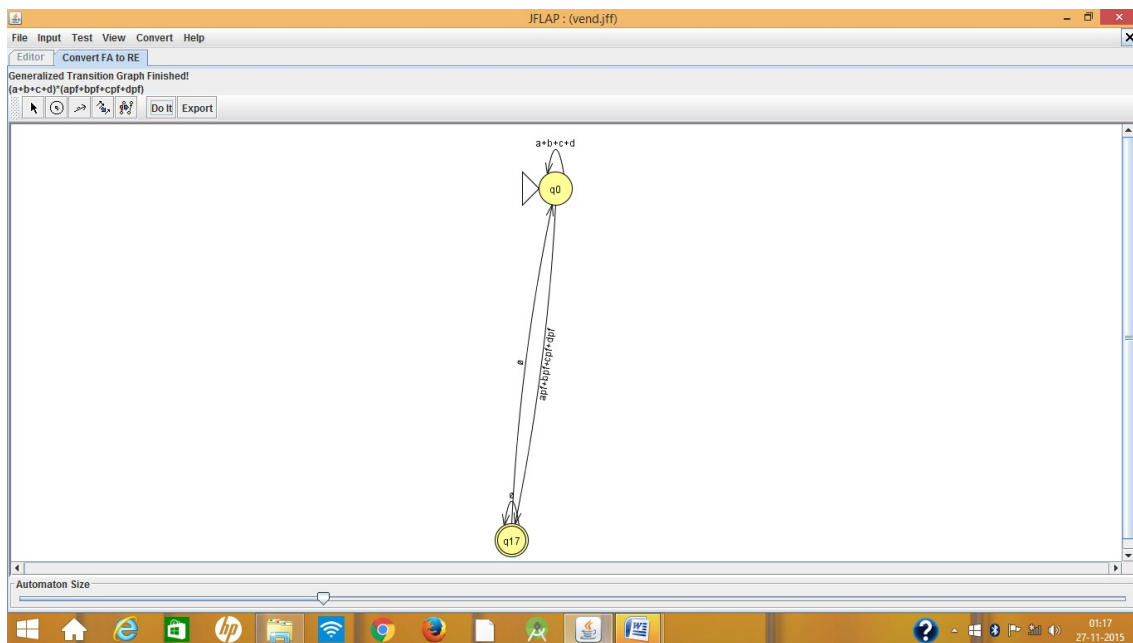 JFLAP : (vend.jff)
File Input Test View Convert Help
Editor Convert FA to RE
Generalized Transition Graph Finished!
(a+b+c+d)*(apf+bpf+cpf+dpf)
Do It Export
a+b+c+d
q0
ø
apf+bpf+cpf+dpf
ø
q17
Automaton Size
hp
01:17
27-11-2015